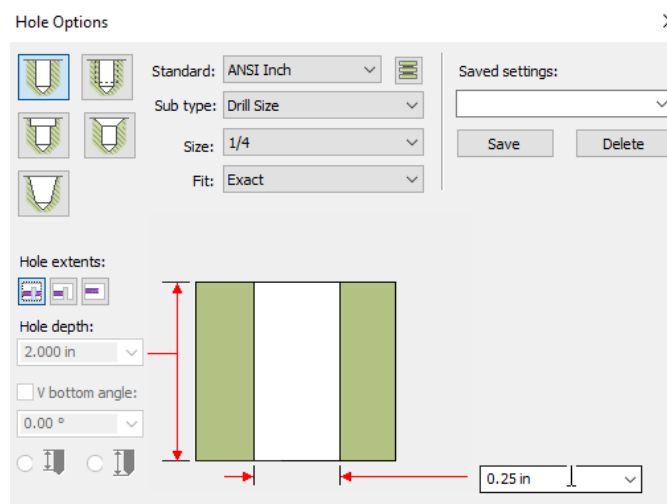 Hole Options
Standard: ANSI Inch
Sub type: Drill Size
Size: 1/4
Fit: Exact
Saved settings:
Save Delete
Hole extents:
Hole depth:
2.000 in
V bottom angle:
0.00 °
0.25 in